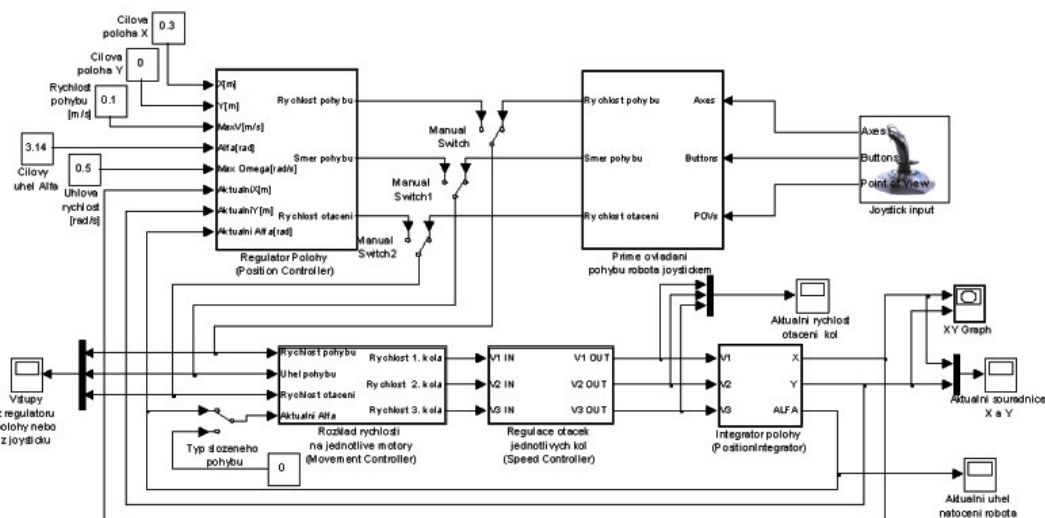 Cilova
poloha X
0.3
Cilova
poloha Y
0
Rychlost
pohybu
[m/s]
0.1
3.14
Cilovy
uhel Alfa
0.5
Uhlova
rychlost
[rad/s]
X[m]
Y[m]
MaxV[m/s]
Alfa[rad]
Max Omega[rad/s]
AktualniX[m]
AktualniY[m]
Aktualni Alfa[rad]
Rychlost pohybu
Smer pohybu
Rychlost otaceni
Regulator Polohy
(Position Controller)
Manual
Switch
Manual
Switch1
Manual
Switch2
Rychlost pohybu
Smer pohybu
Rychlost otaceni
Axes
Buttons
POVs
Prime ovladani
pohybu robota joystickem
Axes
Buttons
Point of View
Joystick input
Aktualni rychlost
otaceni kol
XY Graph
Vstupy
z regulatoru
polohy nebo
z joysticku
Rychlost pohybu
Uhel pohybu
Rychlost otaceni
Aktualni Alfa
Rychlost 1. kola
Rychlost 2. kola
Rychlost 3. kola
Rozklad rychlosti
na jednotlive motory
(Movement Controller)
Typ slozeneho
pohybu
0
V1 IN
V2 IN
V3 IN
V1 OUT
V2 OUT
V3 OUT
Regulace otacek
jednotlivych kol
(Speed Controller)
V1
V2
V3
X
Y
ALFA
Integrator polohy
(PositionIntegrator)
Aktualni souradnice
X a Y
Aktualni uhel
natoceni robota